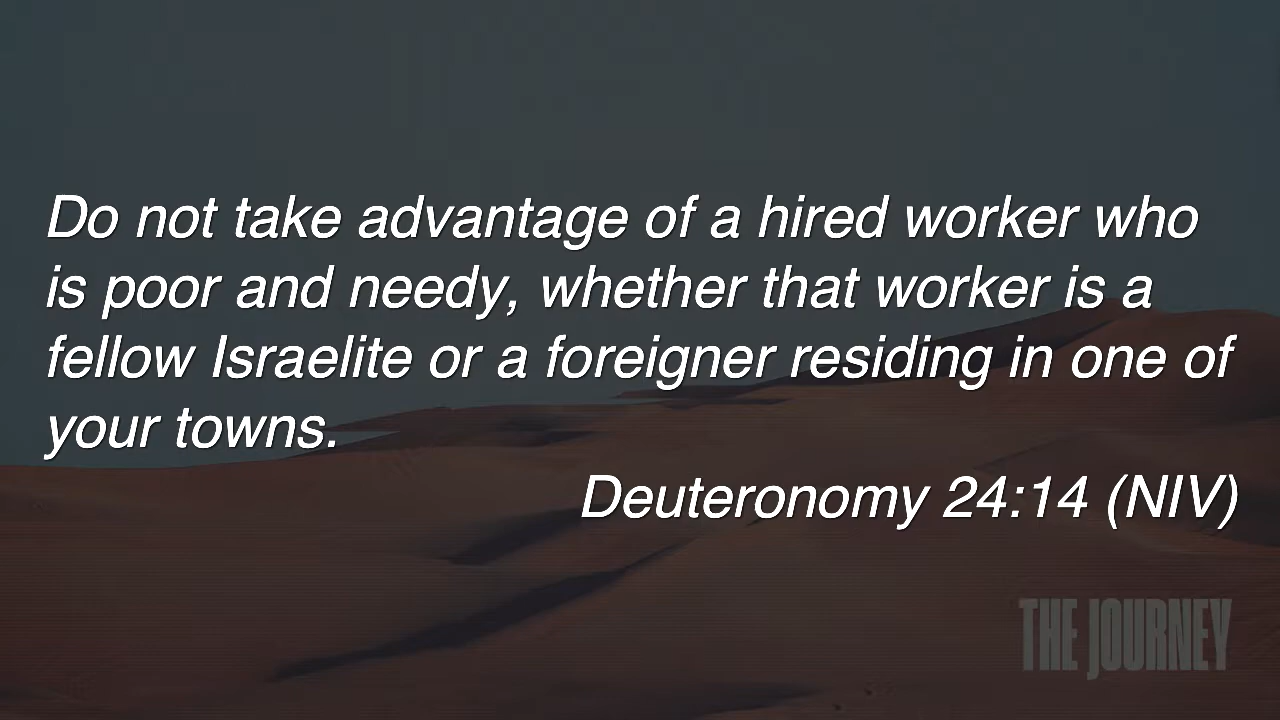 Do not take advantage of a hired worker who
is poor and needy, whether that worker is a
fellow Israelite or a foreigner residing in one of
your towns.
Deuteronomy 24:14 (NIV)
THE JOURNEY